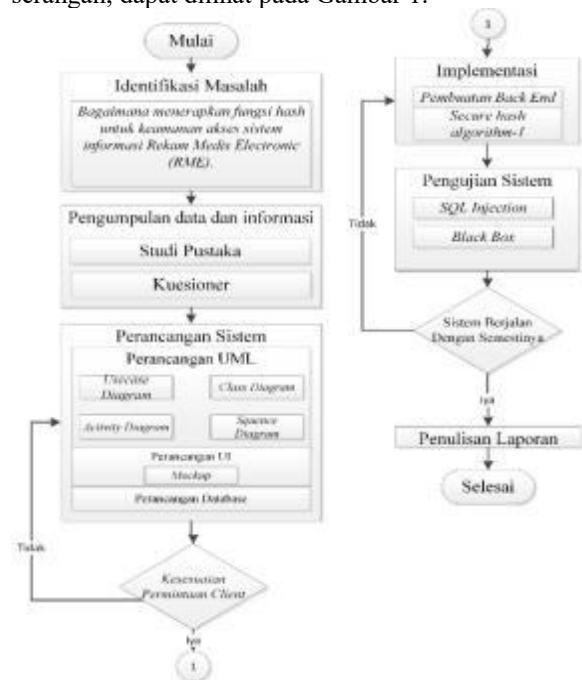 serangan, dapat dilihat pada Gambar 1.
Mulai
Identifikasi Masalah
Bagaimana menerapkan fungsi hash
untuk keamanan akses sistem
informasi Rekam Medis Electronic
(RME).
Pengumpulan data dan informasi
Studi Pustaka
Kuesioner
Perancangan Sistem
Perancangan UML
Usecase
Diagram
Class Diagram
Activity Diagram
Squence
Diagram
Perancangan UI
Mockup
Perancangan Database
Tidak
Kesesuaian
Permintaan Client
Iya
1
1
Implementasi
Pembuatan Back End
Secure hash
algorithm-1
Pengujian Sistem
SQL Injection
Black Box
Tidak
Sistem Berjalan
Dengan Semestinya
Iya
Penulisan Laporan
Selesai